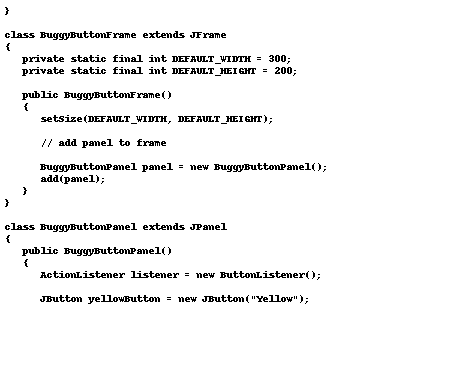 }
class BuggyButtonFrame extends JFrame
{
private static final int DEFAULT_WIDTH = 300;
private static final int DEFAULT_HEIGHT = 200;
public BuggyButtonFrame()
{
setSize(DEFAULT_WIDTH, DEFAULT_HEIGHT);
// add panel to frame
BuggyButtonPanel panel = new BuggyButtonPanel();
add(panel);
}
}
class BuggyButtonPanel extends JPanel
{
public BuggyButtonPanel()
{
ActionListener listener = new ButtonListener();
JButton yellowButton = new JButton("Yellow");